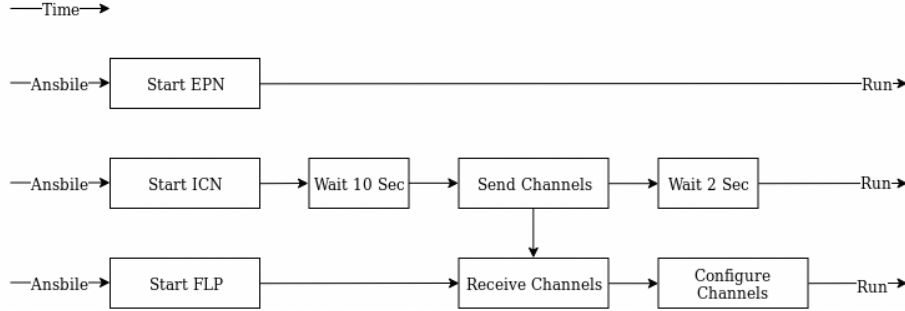 Time
Ansbile
Start EPN
Run
Ansbile
Start ICN
Wait 10 Sec
Send Channels
Wait 2 Sec
Run
Ansbile
Start FLP
Receive Channels
Configure
Channels
Run